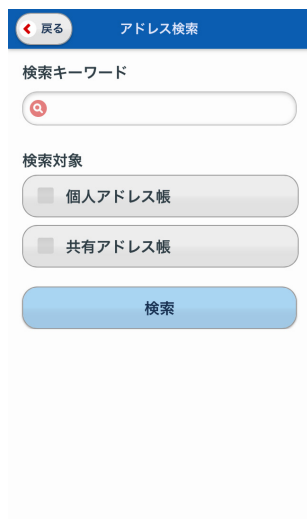 戻る
アドレス検索
検索キーワード
検索対象
個人アドレス帳
共有アドレス帳
検索